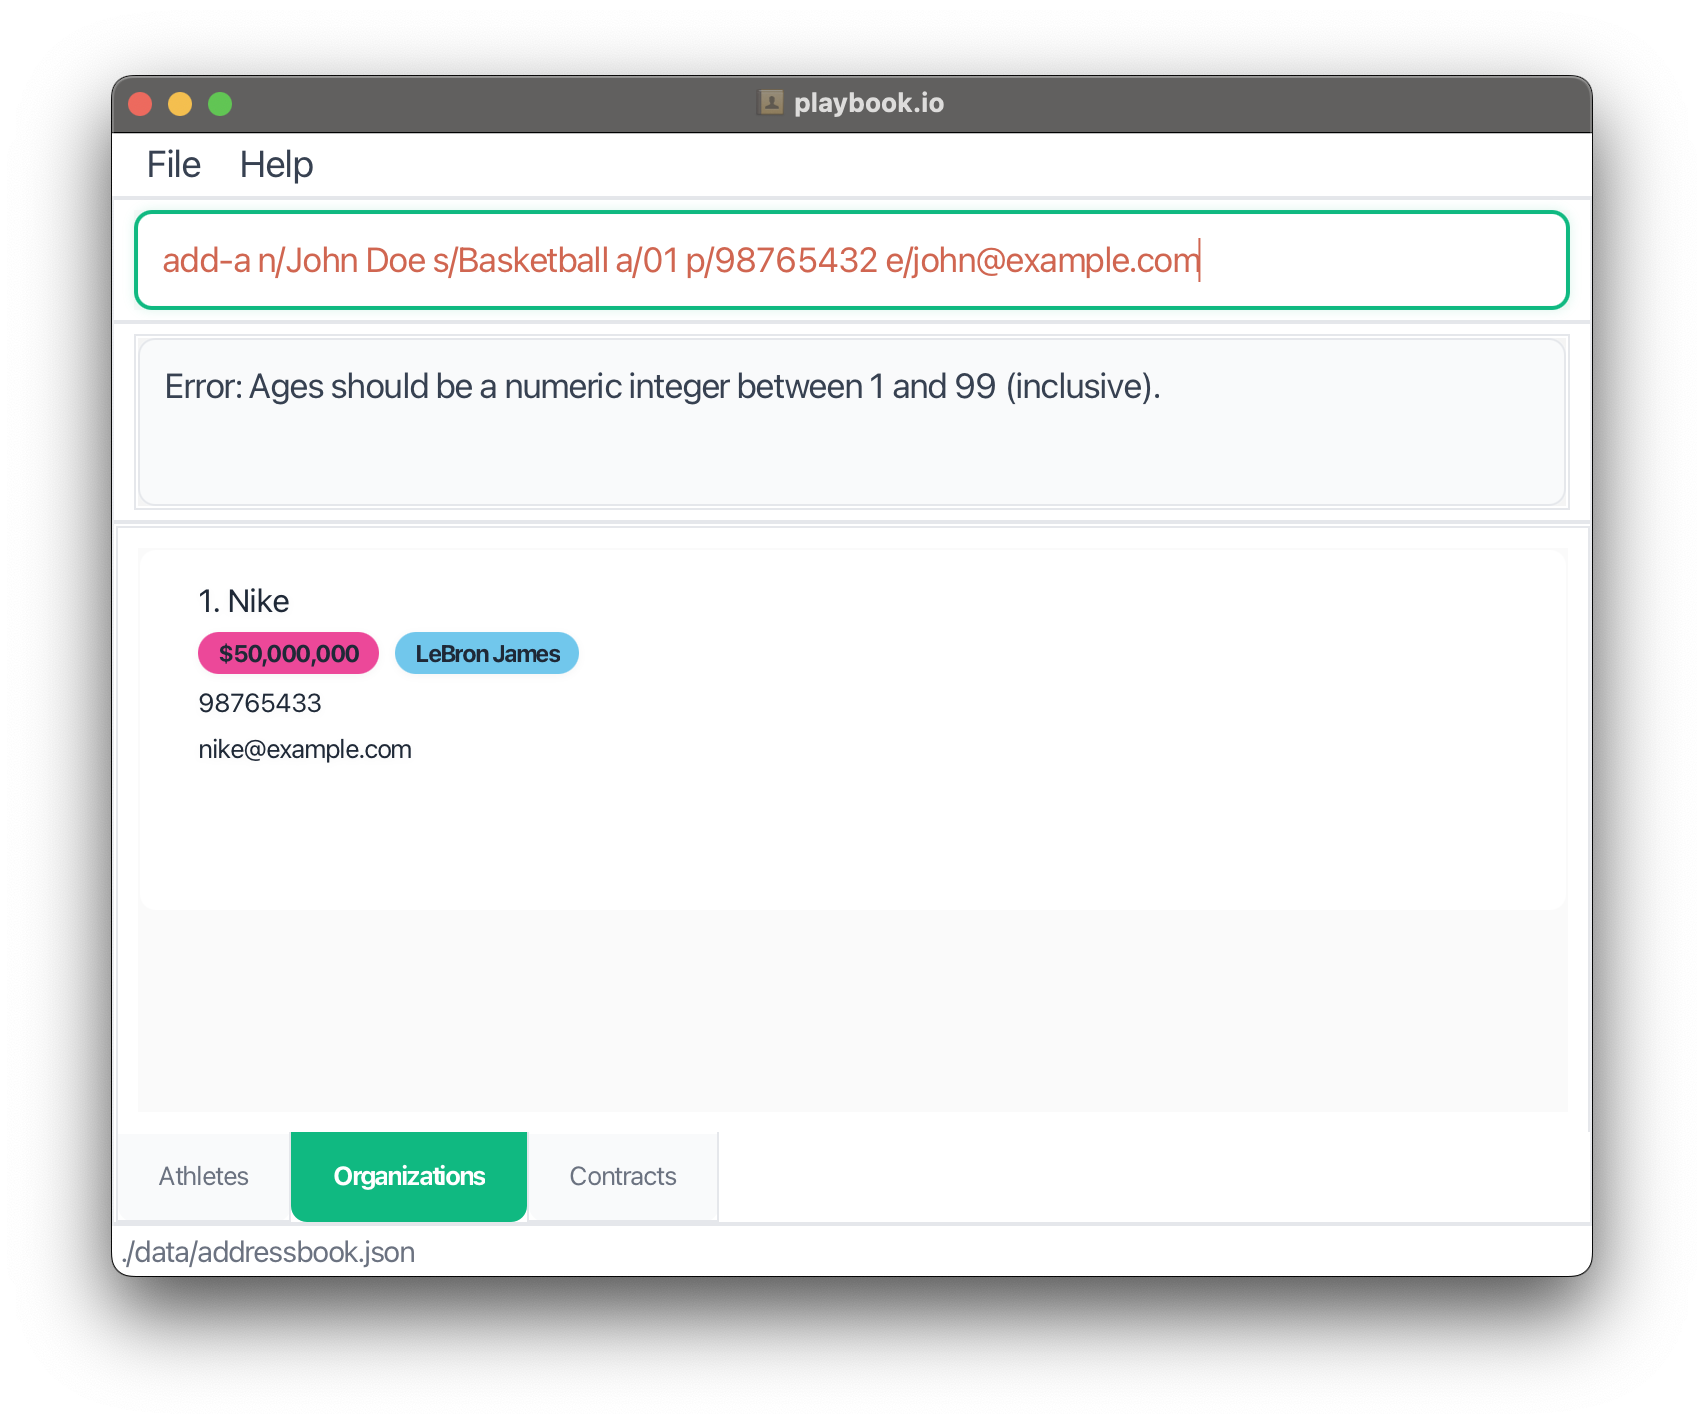 playbook.io
File Help
add-a n/John Doe s/Basketball a/01 p/98765432 e/john@example.com
Error: Ages should be a numeric integer between 1 and 99 (inclusive).
1. Nike
$50,000,000 LeBron James
98765433
nike@example.com
Athletes Organizations Contracts
./data/addressbook.json